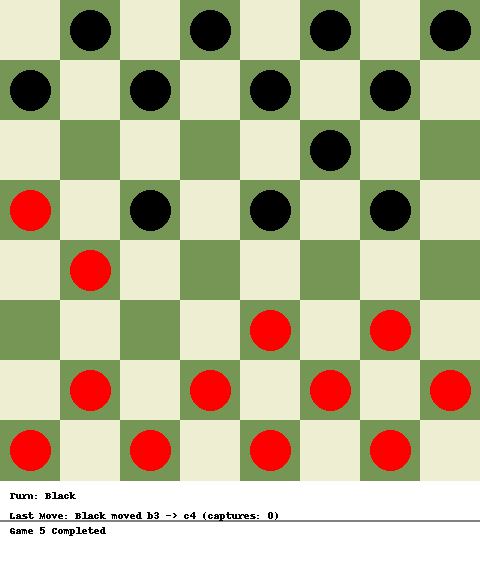 Turn: Black
Last Move: Black moved b3 -> c4 (captures: 0)
Game 5 Completed